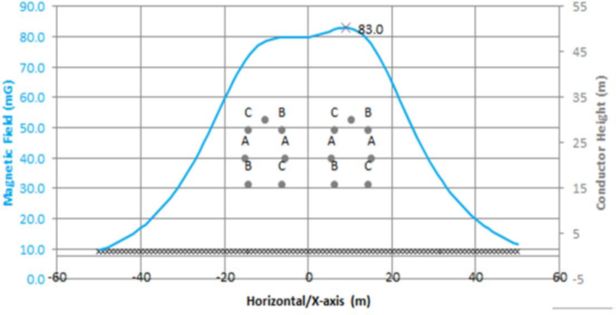 90.0 55
80.0 83.0 45
70.0
60.0 35
C B C B
50.0 25
A A A A
40.0
B C B C
30.0 15
20.0 5
10.0
0.0 -60 -40 -20 0 20 40 60 -5
Magnetic Field (mG)
Conductor Height (m)
Horizontal/X-axis (m)